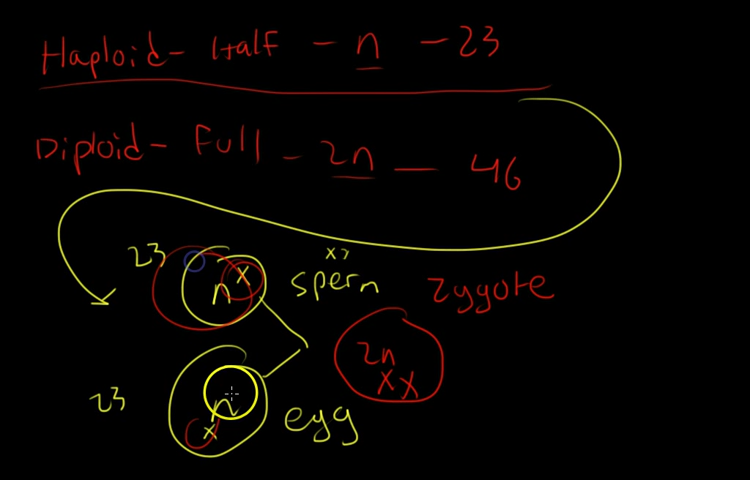 Haploid - Half - n - 23
Diploid - Full - 2n - 46
23
n x
sperm
zygote
2n
XX
23
n
x
egg